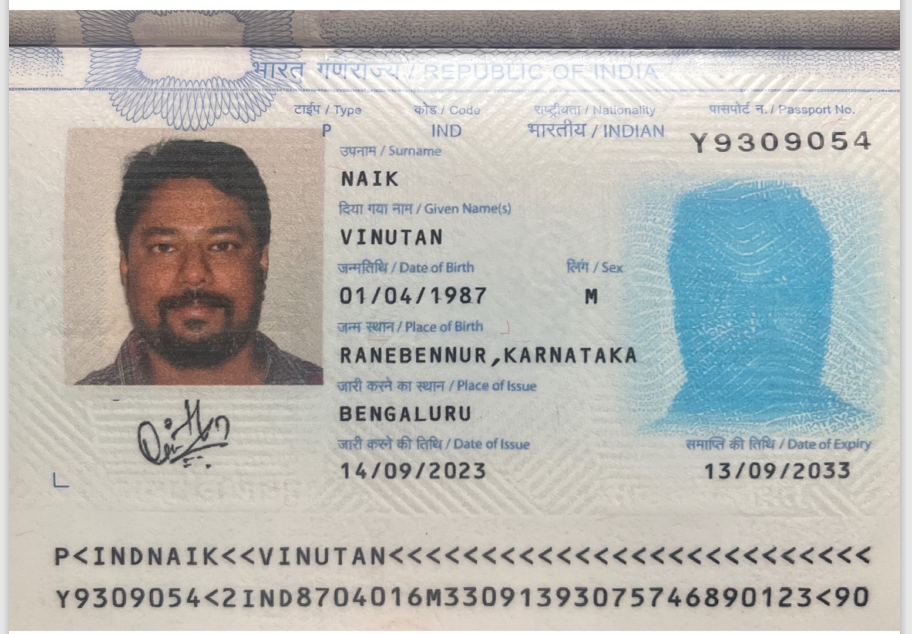 भारत गणराज्य / REPUBLIC OF INDIA
टाईप / Type कोड / Code राष्ट्रीयता / Nationality पासपोर्ट न. / Passport No.
P IND भारतीय / INDIAN Y9309054
उपनाम / Surname
NAIK
दिया गया नाम / Given Name(s)
VINUTAN
जन्मतिथि / Date of Birth लिंग / Sex
01/04/1987 M
जन्म स्थान / Place of Birth
RANEBENNUR,KARNATAKA
जारी करने का स्थान / Place of Issue
BENGALURU
जारी करने की तिथि / Date of Issue समाप्ति की तिथि / Date of Expiry
14/09/2023 13/09/2033
P<INDNAIK<<VINUTAN<<<<<<<<<<<<<<<<<<<<<<<<<<
Y9309054<2IND8704016M33091393075746890123<90